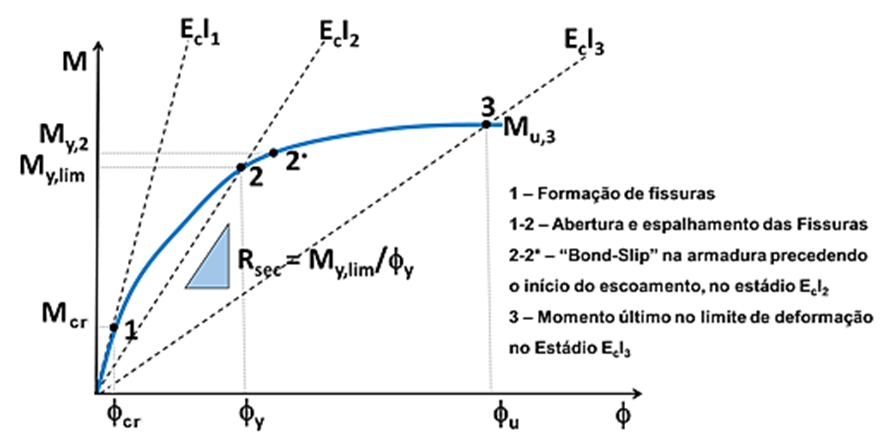 EcI1
EcI2
EcI3
M
My,2
My,lim
Mcr
1
2
2*
3
Mu,3
Rsec= My,lim/ϕy
ϕcr
ϕy
ϕu
ϕ
1 – Formação de fissuras
1-2 – Abertura e espalhamento das Fissuras
2-2* – “Bond-Slip” na armadura precedendo
o início do escoamento, no estádio EcI2
3 – Momento último no limite de deformação
no Estádio EcI3